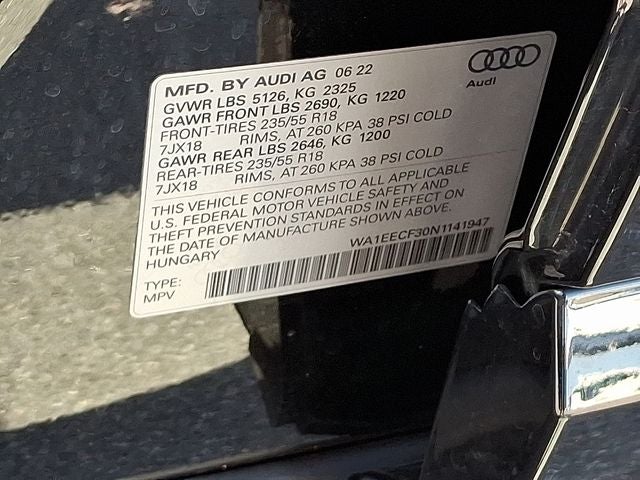 MFD. BY AUDI AG 06 22
Audi
GVWR LBS 5126, KG 2325
GAWR FRONT LBS 2690, KG 1220
FRONT-TIRES 235/55 R18
7JX18 RIMS, AT 260 KPA 38 PSI COLD
GAWR REAR LBS 2646, KG 1200
REAR-TIRES 235/55 R18
7JX18 RIMS, AT 260 KPA 38 PSI COLD
THIS VEHICLE CONFORMS TO ALL APPLICABLE
U.S. FEDERAL MOTOR VEHICLE SAFETY AND
THEFT PREVENTION STANDARDS IN EFFECT ON
THE DATE OF MANUFACTURE SHOWN ABOVE.
HUNGARY WA1EECF30N1141947
TYPE:
MPV